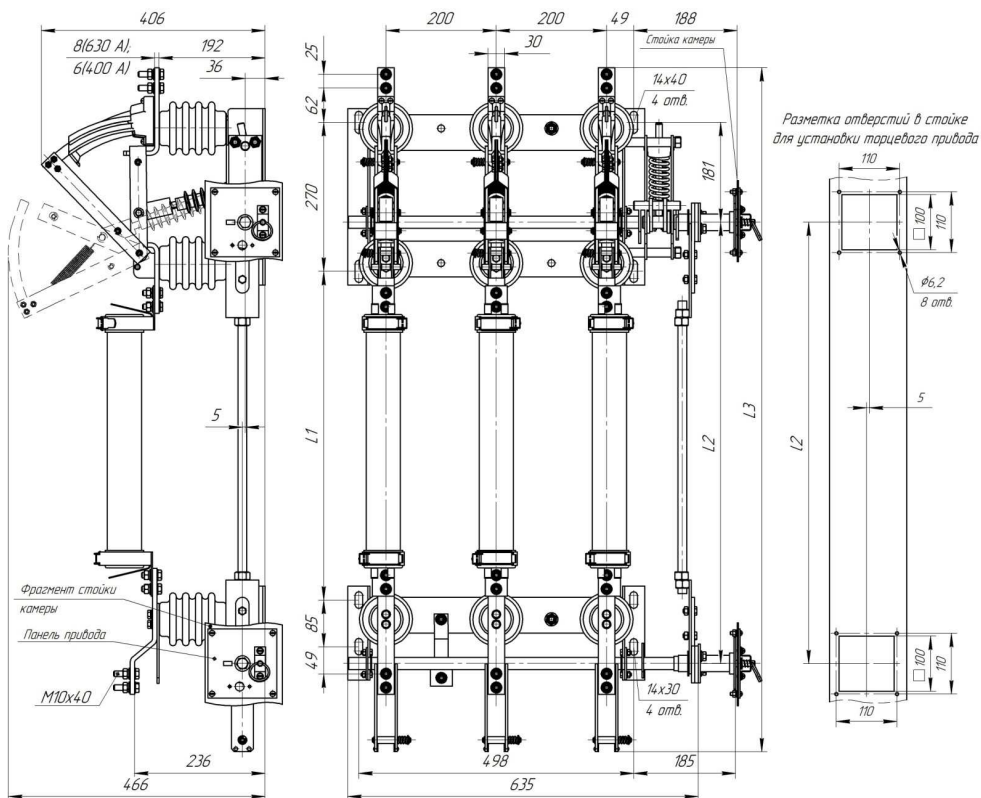 406
8(630 А);
6(400 А)
192
36
5
Фрагмент стойки
камеры
Панель привода
М10х40
236
466
200
200
49
188
30
25
62
270
L1
85
49
Стойка камеры
14х40
4 отв.
181
L2
L3
14х30
4 отв.
498
185
635
Разметка отверстий в стойке
для установки торцевого привода
110
□100
110
Ø6,2
8 отв.
5
L2
□100
110
110